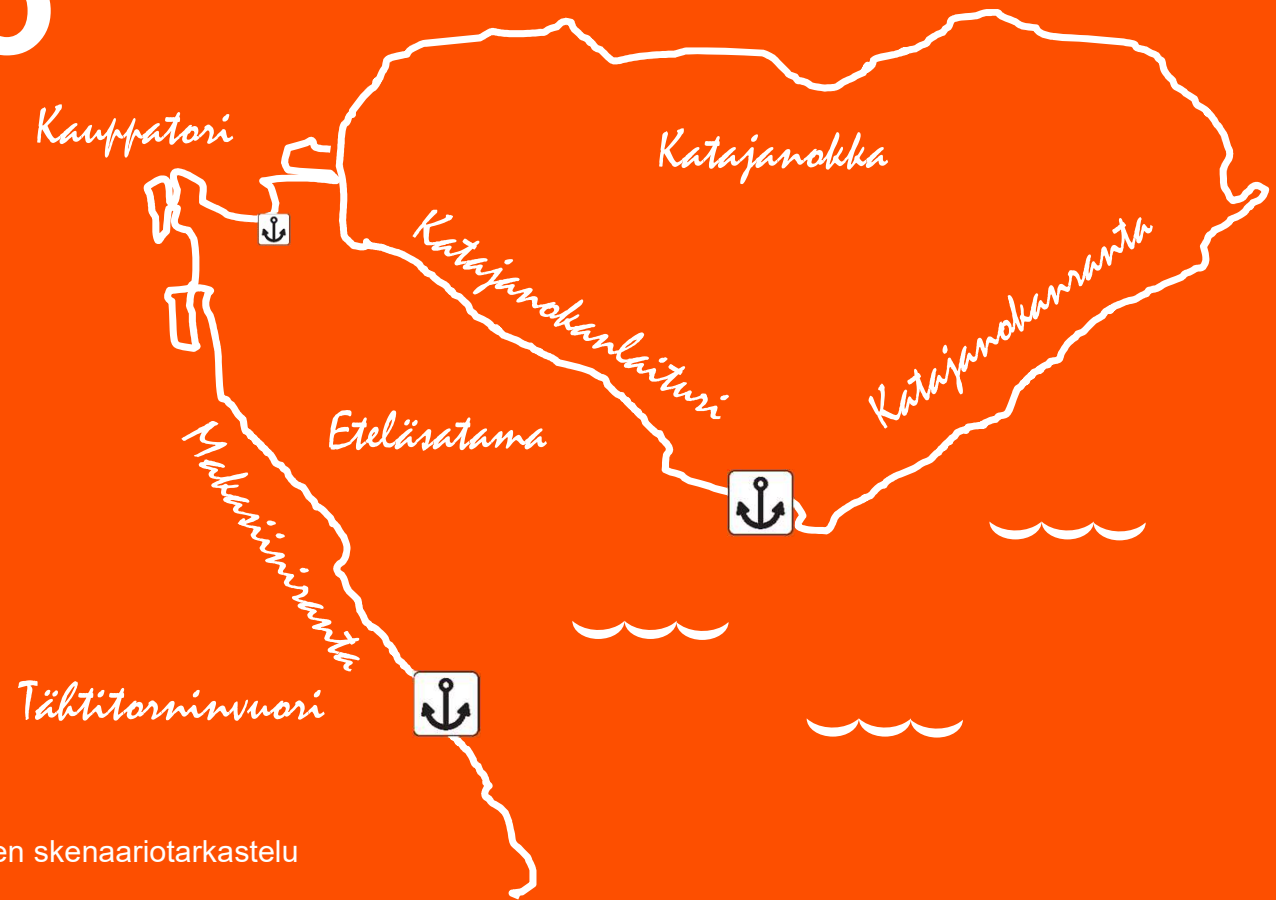 Kauppatori
Katajanokka
Katajanokanlaituri
Katajanokanranta
Eteläsatama
Makasiiniranta
Tähtitorninvuori
en skenaariotarkastelu